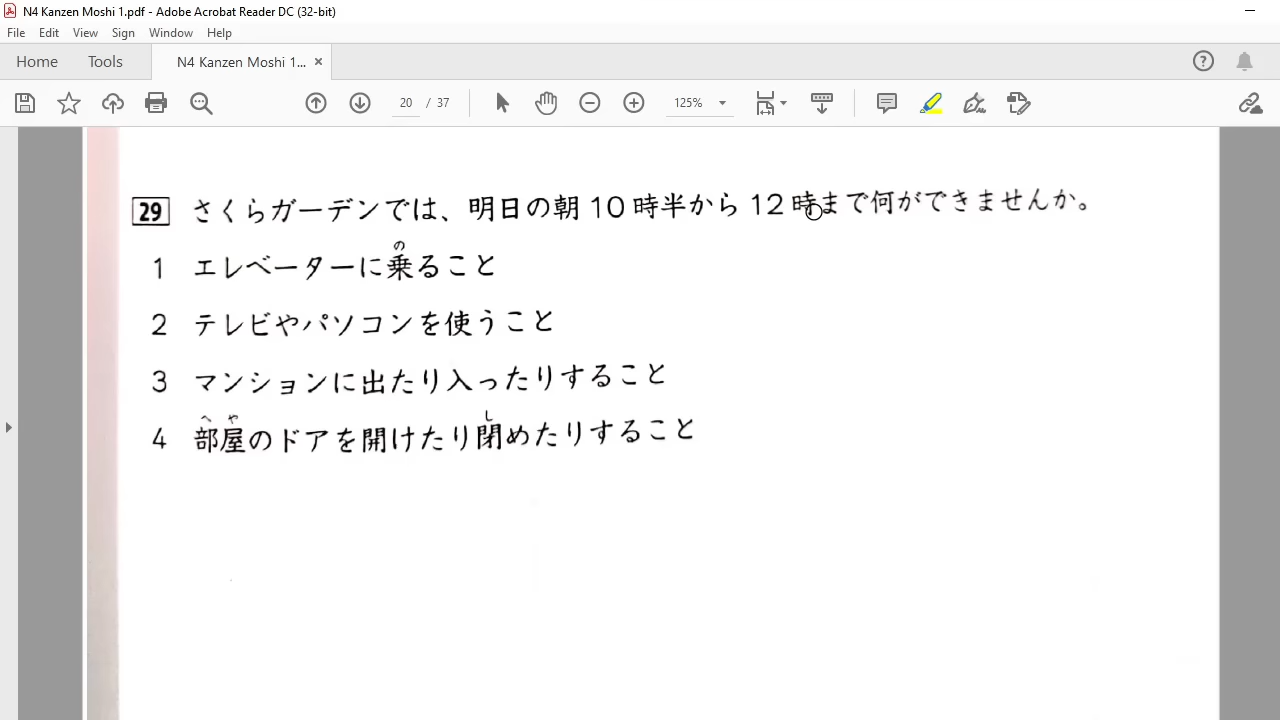 N4 Kanzen Moshi 1.pdf - Adobe Acrobat Reader DC (32-bit)
File Edit View Sign Window Help
Home Tools N4 Kanzen Moshi 1... ×
20 / 37 125%
29 さくらガーデンでは、明日の朝10時半から12時まで何ができませんか。
の
1 エレベーターに乗ること
2 テレビやパソコンを使うこと
3 マンションに出たり入ったりすること
へや し
4 部屋のドアを開けたり閉めたりすること